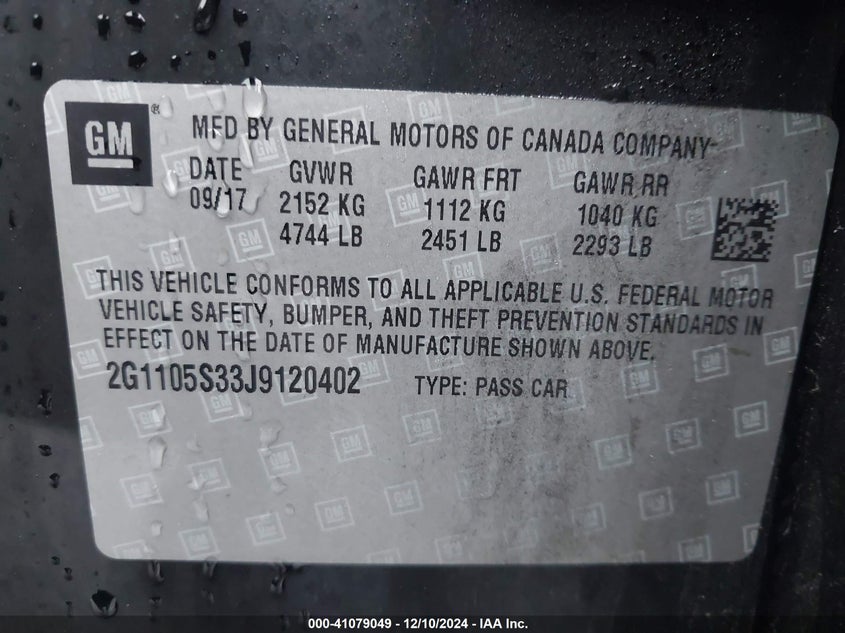 GM® MFD BY GENERAL MOTORS OF CANADA COMPANY
DATE GVWR GAWR FRT GAWR RR
09/17 2152 KG 1112 KG 1040 KG
4744 LB 2451 LB 2293 LB
THIS VEHICLE CONFORMS TO ALL APPLICABLE U.S. FEDERAL MOTOR
VEHICLE SAFETY, BUMPER, AND THEFT PREVENTION STANDARDS IN
EFFECT ON THE DATE OF MANUFACTURE SHOWN ABOVE.
2G1105S33J9120402 TYPE: PASS CAR
000-41079049 - 12/10/2024 - IAA Inc.